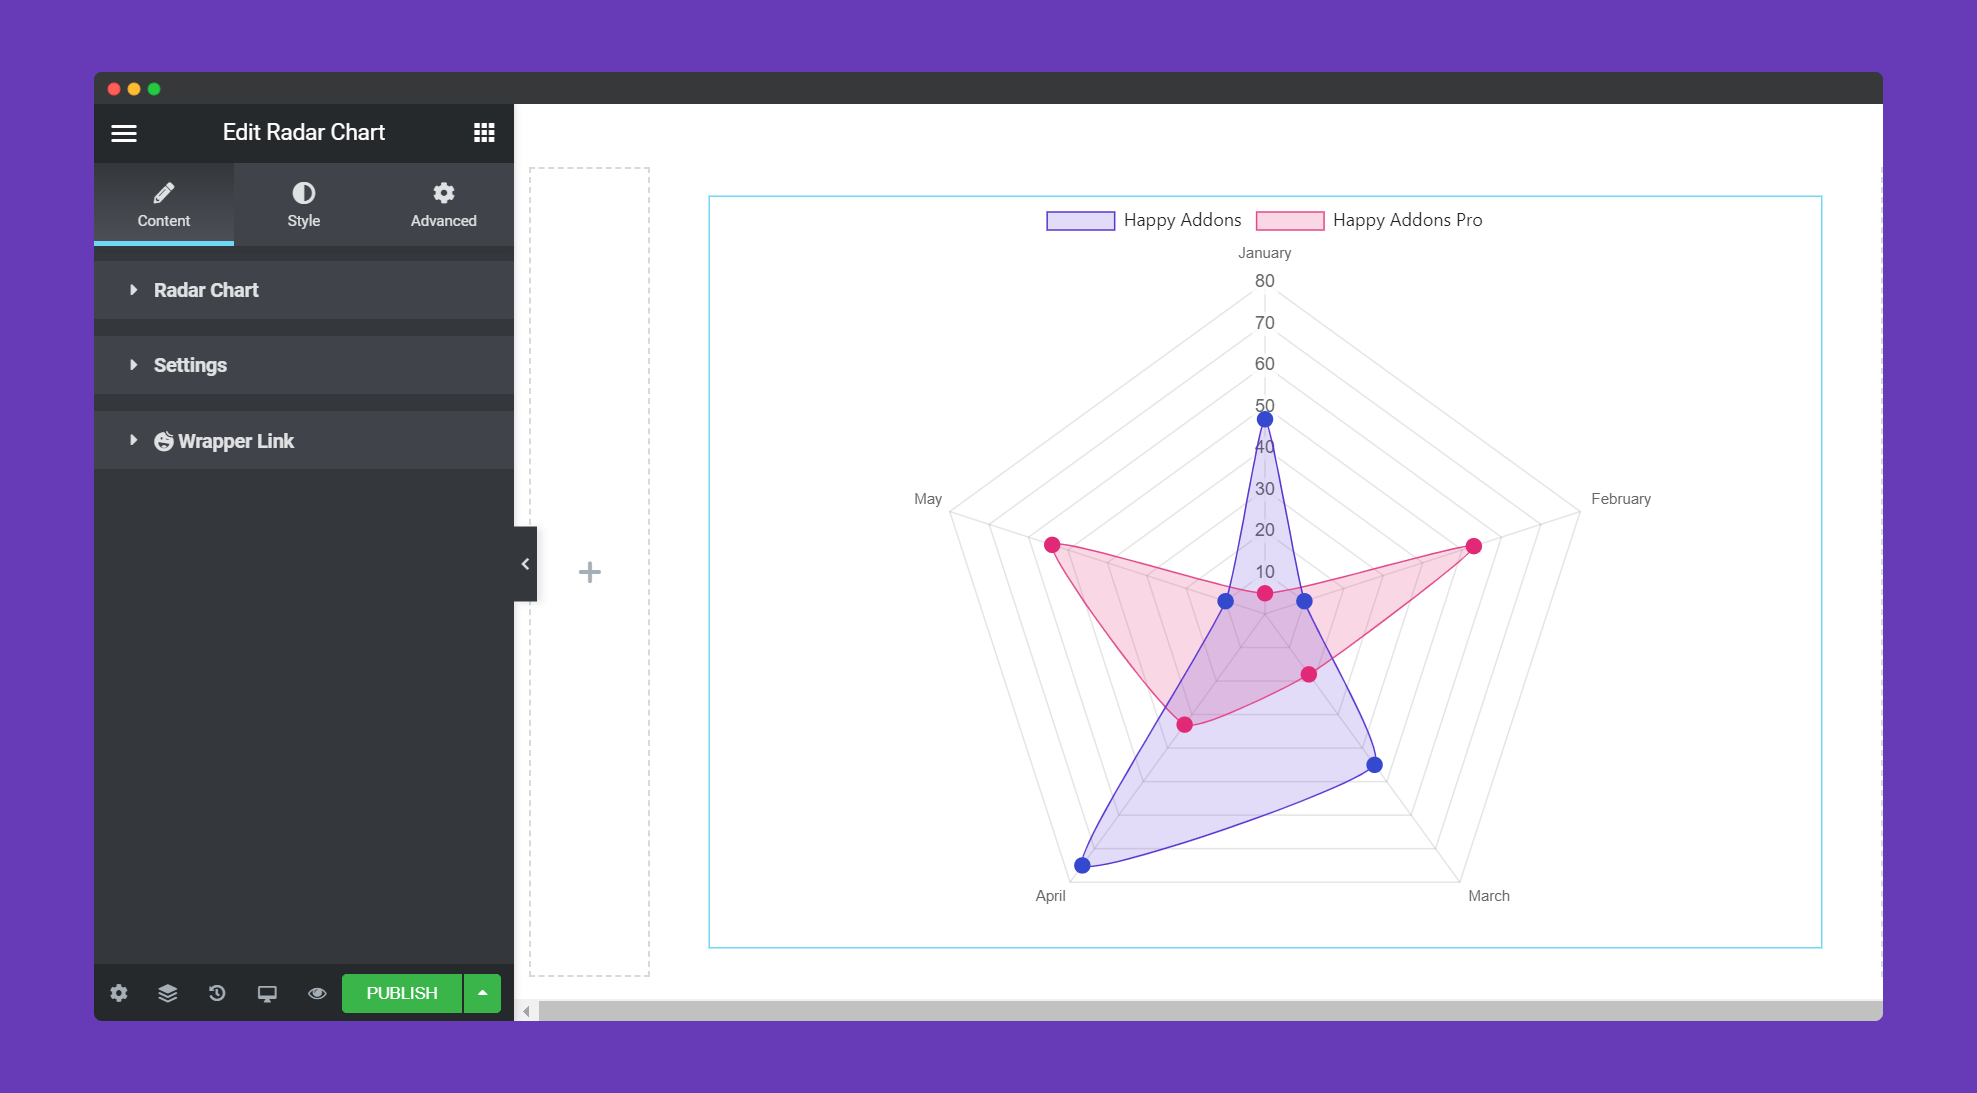 Edit Radar Chart
Content
Style
Advanced
Radar Chart
Settings
Wrapper Link
PUBLISH
Happy Addons
Happy Addons Pro
January
80
70
60
50
40
30
20
10
May
February
April
March